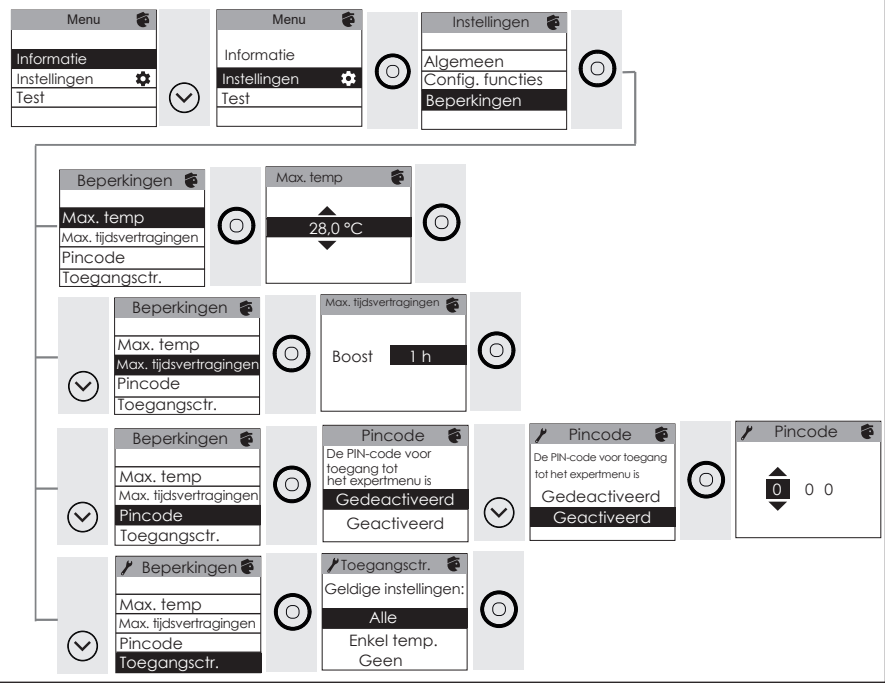 Menu
Informatie
Instellingen
Test
Menu
Informatie
Instellingen
Test
Instellingen
Algemeen
Config. functies
Beperkingen
Beperkingen
Max. temp
Max. tijdsvertragingen
Pincode
Toegangsctr.
Max. temp
28,0 °C
Beperkingen
Max. temp
Max. tijdsvertragingen
Pincode
Toegangsctr.
Max. tijdsvertragingen
Boost 1 h
Beperkingen
Max. temp
Max. tijdsvertragingen
Pincode
Toegangsctr.
Pincode
De PIN-code voor
toegang tot
het expertmenu is
Gedeactiveerd
Geactiveerd
Pincode
De PIN-code voor toegang
tot het expertmenu is
Gedeactiveerd
Geactiveerd
Pincode
0 0 0
Beperkingen
Max. temp
Max. tijdsvertragingen
Pincode
Toegangsctr.
Toegangsctr.
Geldige instellingen:
Alle
Enkel temp.
Geen